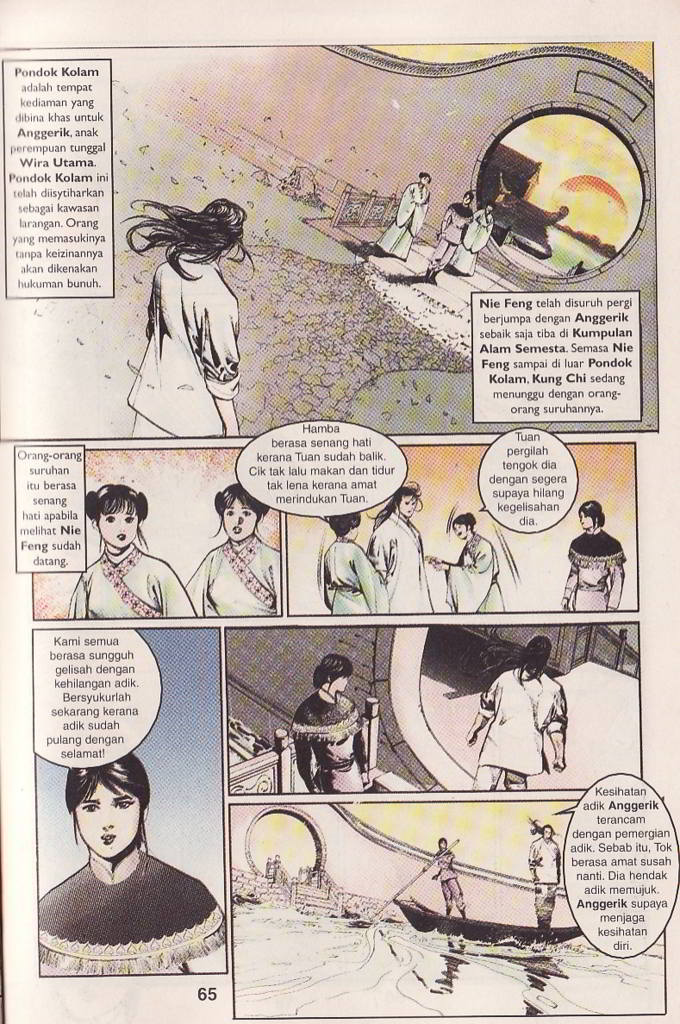 Pondok Kolam
adalah tempat
kediaman yang
dibina khas untuk
Anggerik, anak
perempuan tunggal
Wira Utama.
Pondok Kolam ini
telah diisytiharkan
sebagai kawasan
larangan. Orang
yang memasukinya
tanpa keizinannya
akan dikenakan
hukuman bunuh.
Nie Feng telah disuruh pergi
berjumpa dengan Anggerik
sebaik saja tiba di Kumpulan
Alam Semesta. Semasa Nie
Feng sampai di luar Pondok
Kolam, Kung Chi sedang
menunggu dengan orang-
orang suruhannya.
Orang-orang
suruhan
itu berasa
senang
hati apabila
melihat Nie
Feng sudah
datang.
Hamba
berasa senang hati
kerana Tuan sudah balik.
Cik tak lalu makan dan tidur
tak lena kerana amat
merindukan Tuan.
Tuan
pergilah
tengok dia
dengan segera
supaya hilang
kegelisahan
dia.
Kami semua
berasa sungguh
gelisah dengan
kehilangan adik.
Bersyukurlah
sekarang kerana
adik sudah
pulang dengan
selamat!
Kesihatan
adik Anggerik
terancam
dengan pemergian
adik. Sebab itu, Tok
berasa amat susah
nanti. Dia hendak
adik memujuk.
Anggerik supaya
menjaga
kesihatan
diri.
65